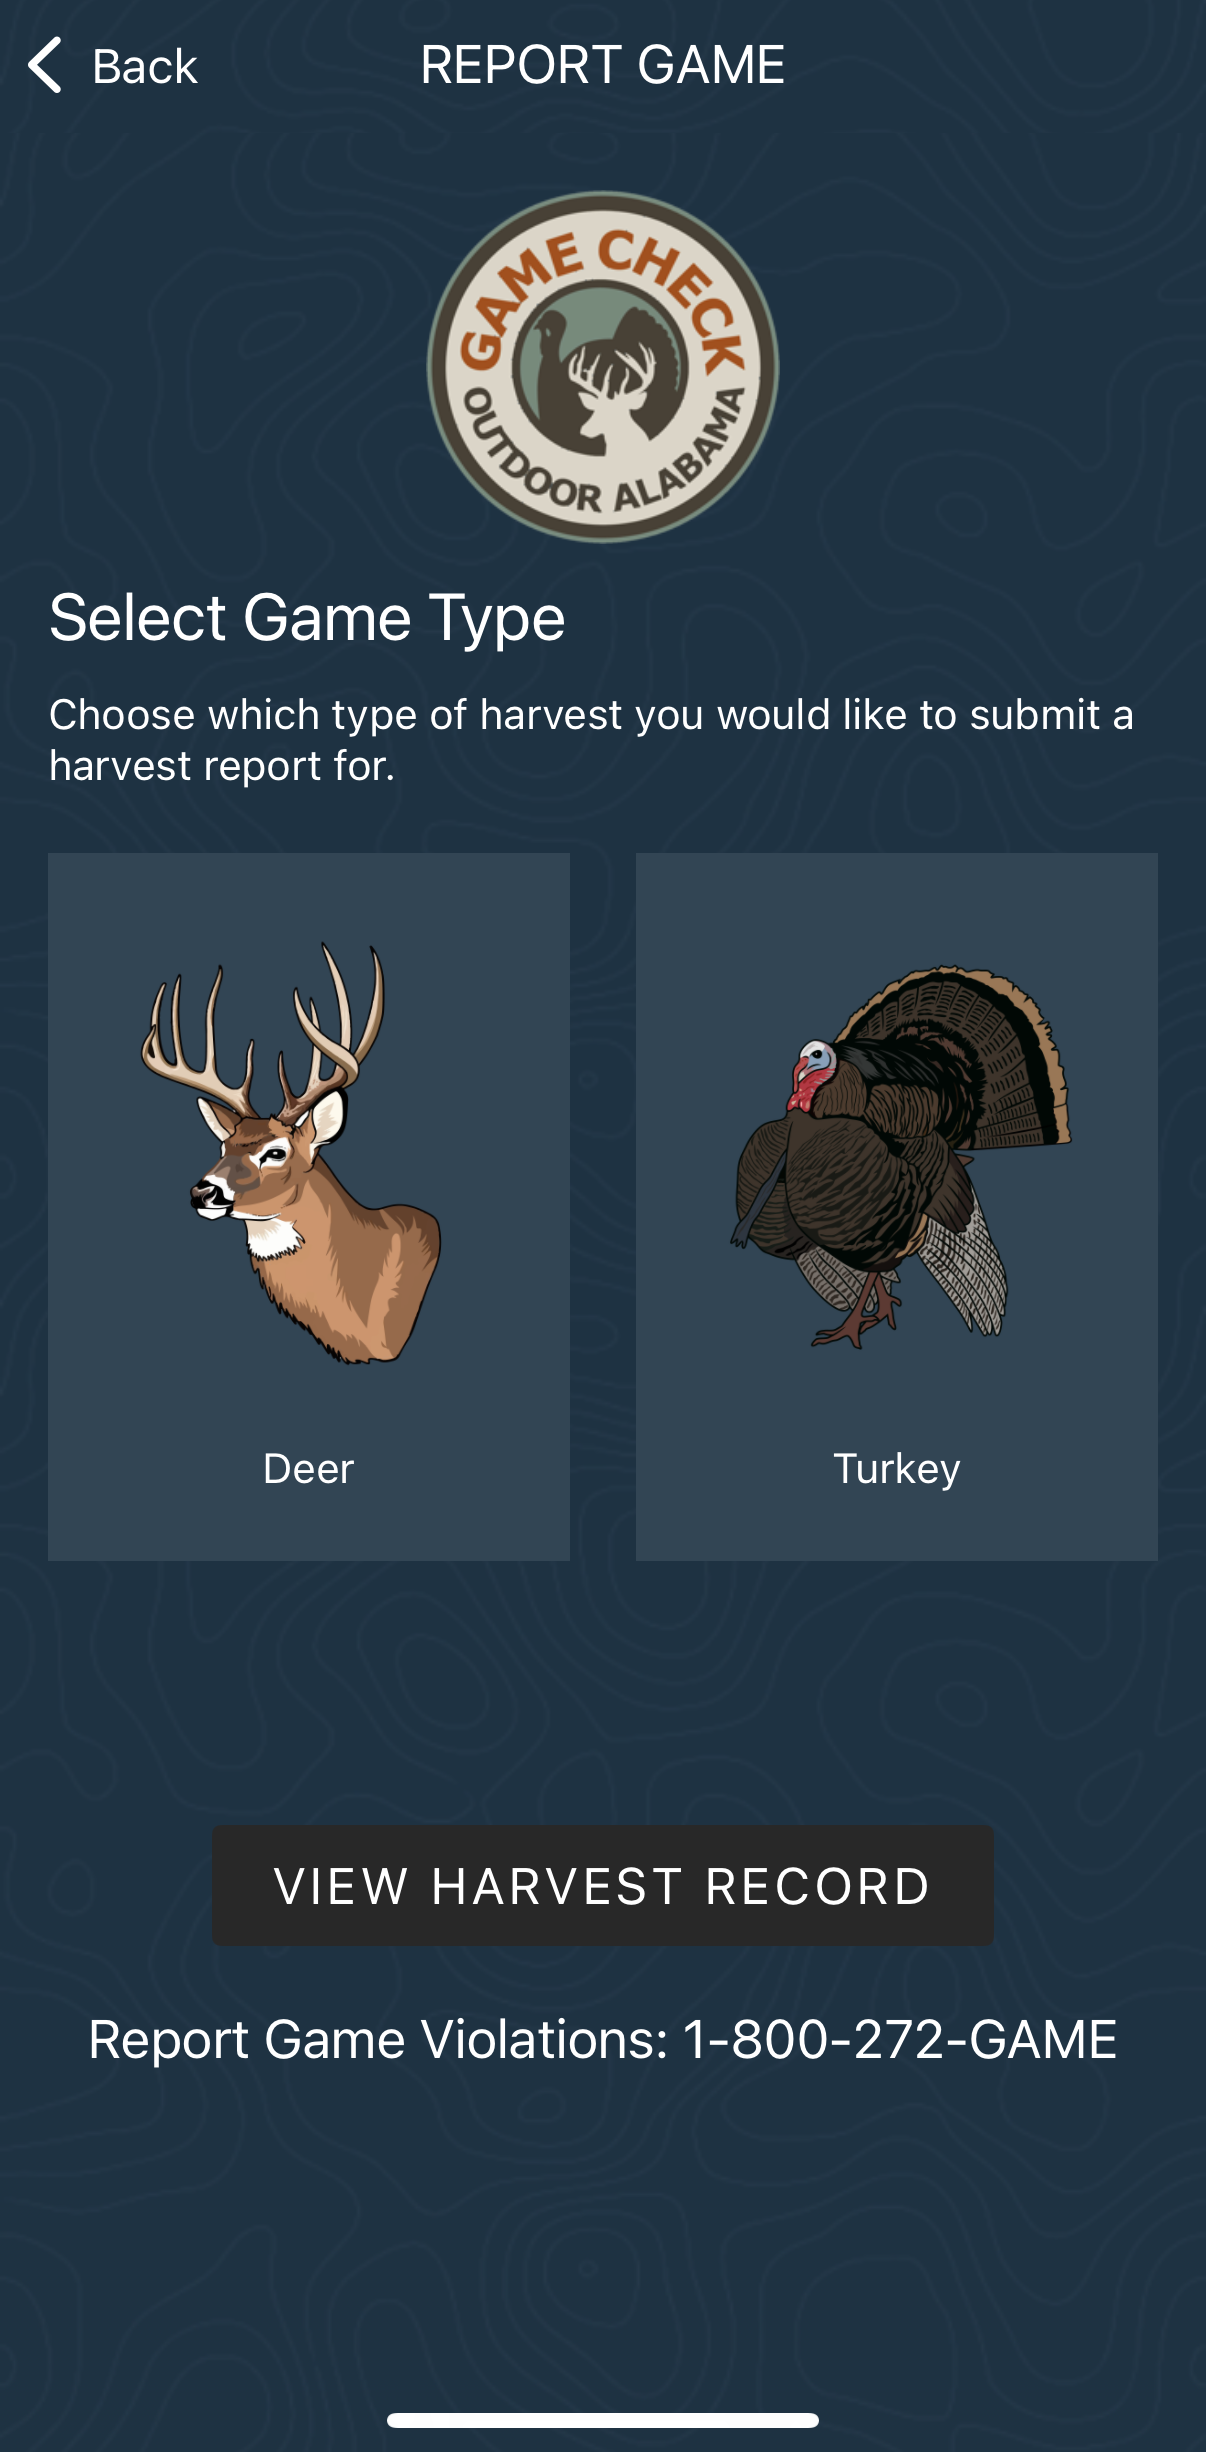 Back
REPORT GAME
GAME CHECK
OUTDOOR ALABAMA
Select Game Type
Choose which type of harvest you would like to submit a
harvest report for.
Deer
Turkey
VIEW HARVEST RECORD
Report Game Violations: 1-800-272-GAME